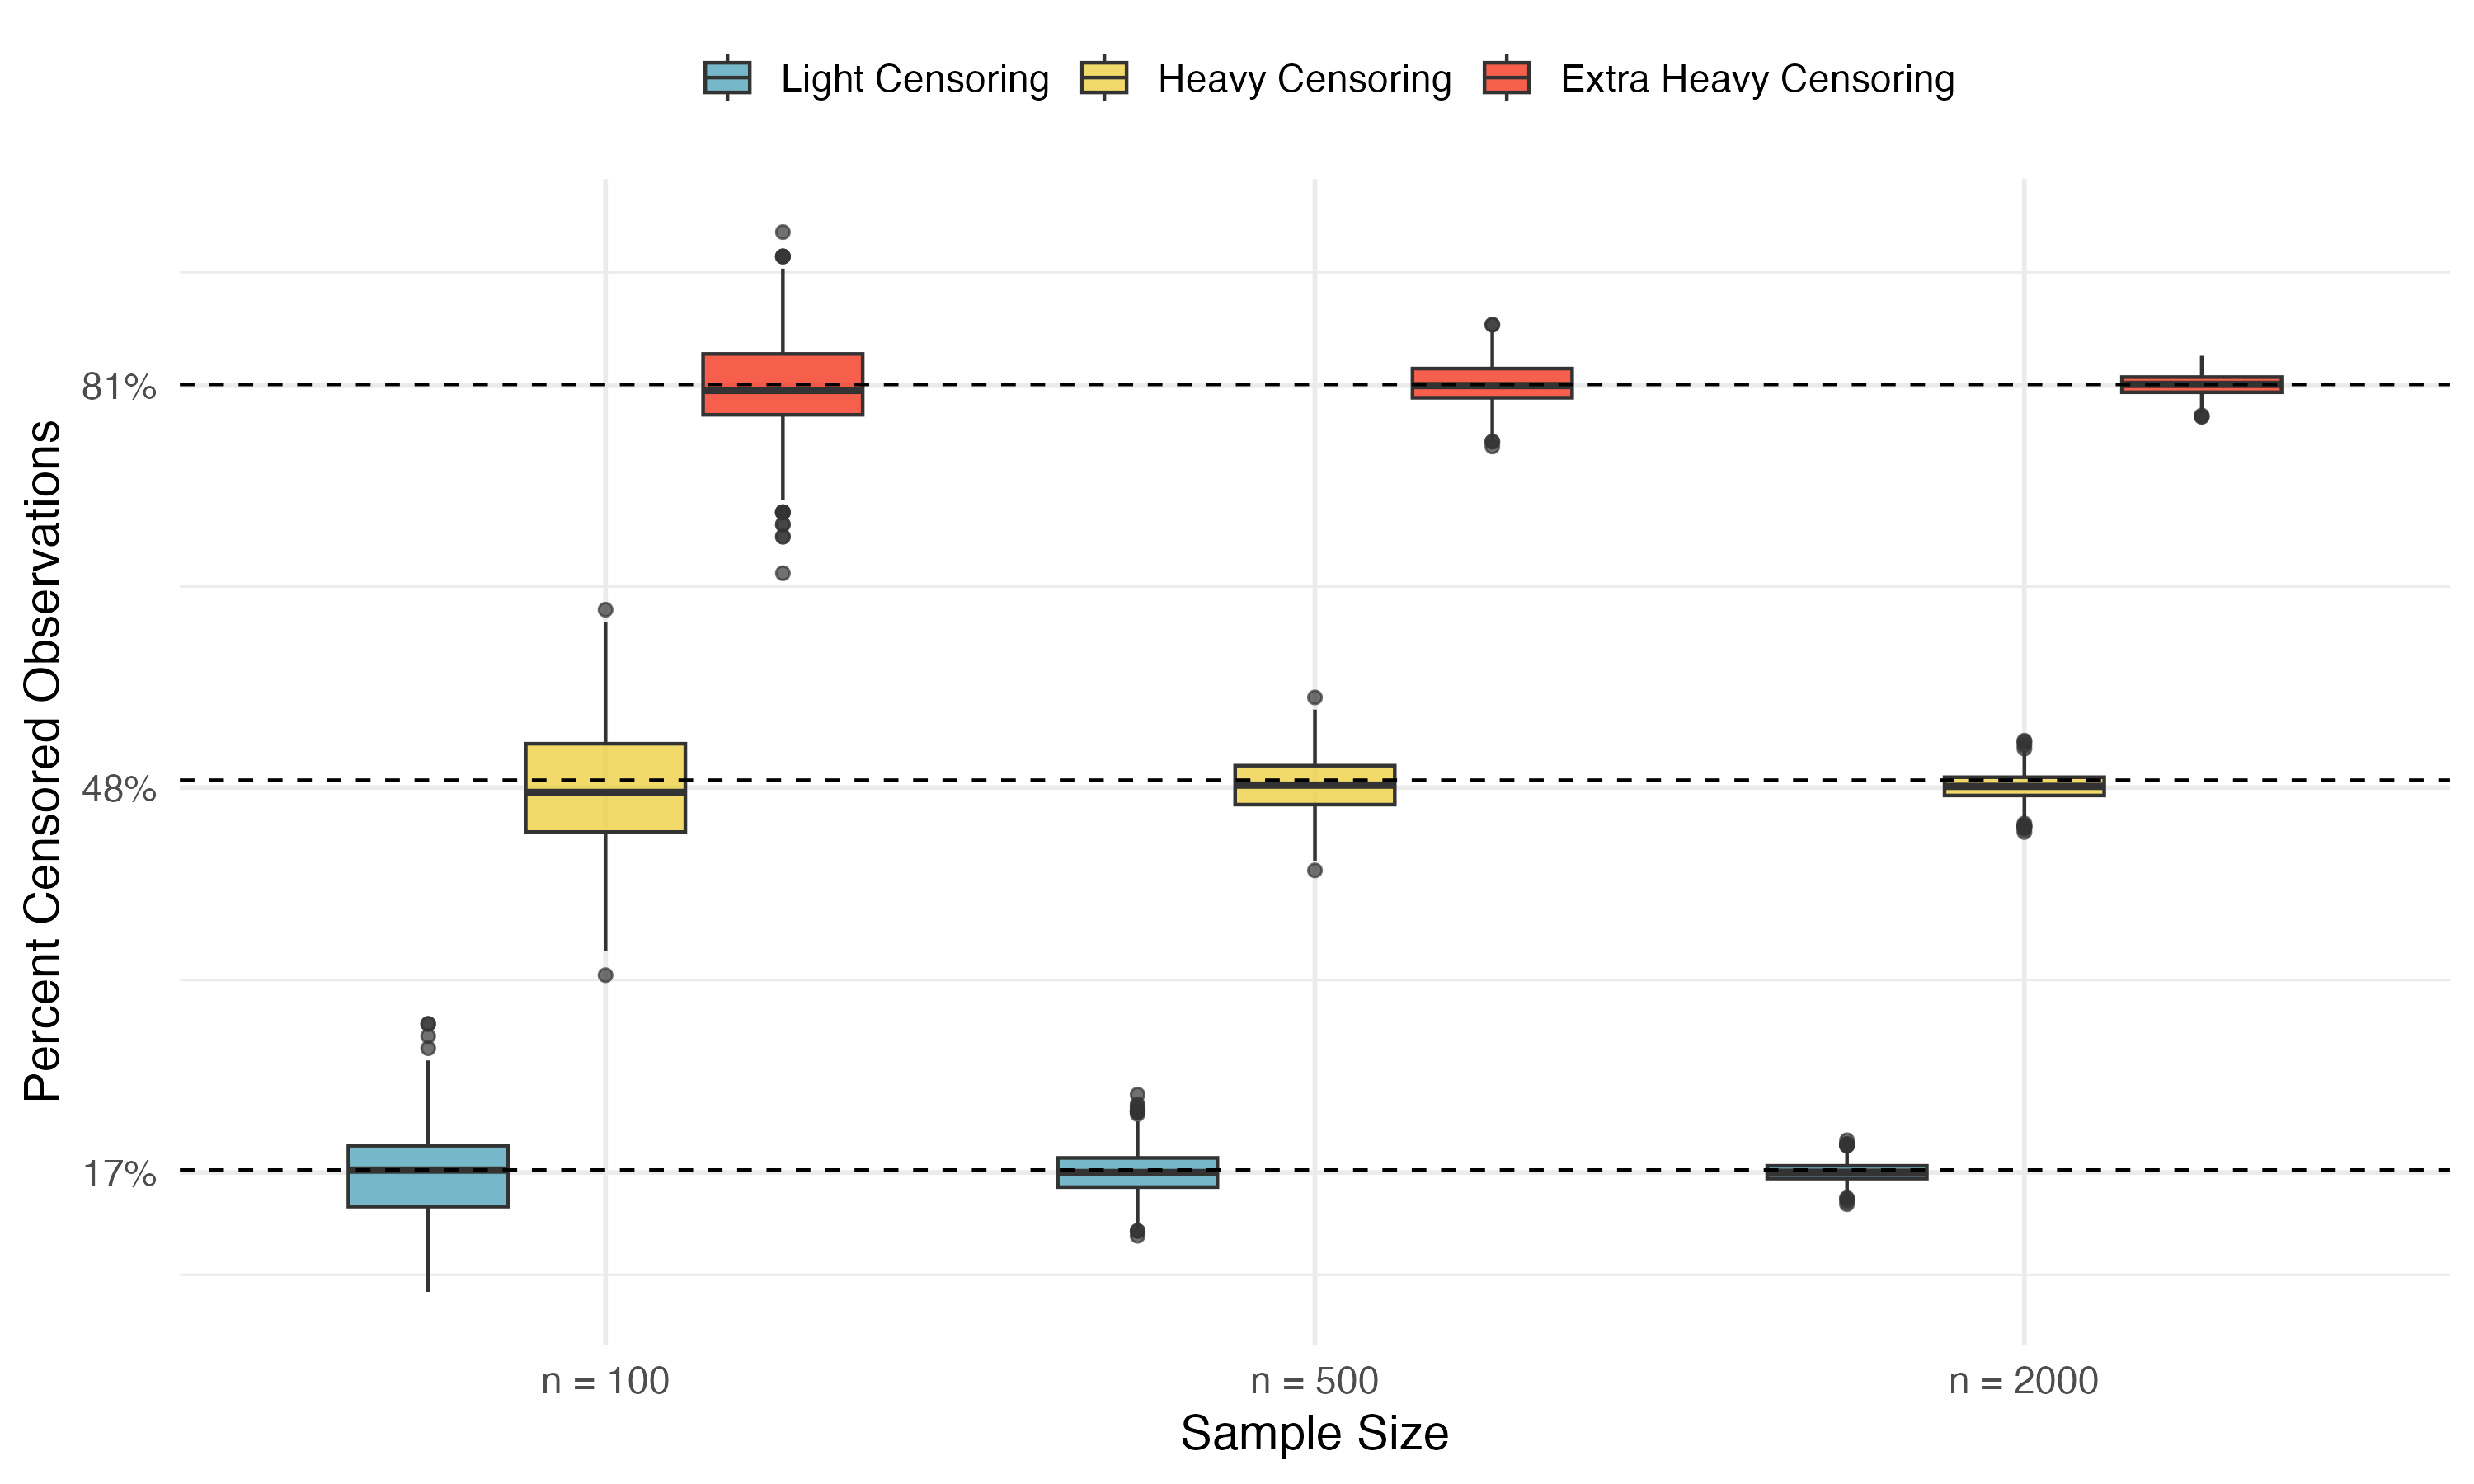 Light Censoring Heavy Censoring Extra Heavy Censoring
Percent Censored Observations
81%
48%
17%
n = 100 n = 500 n = 2000
Sample Size